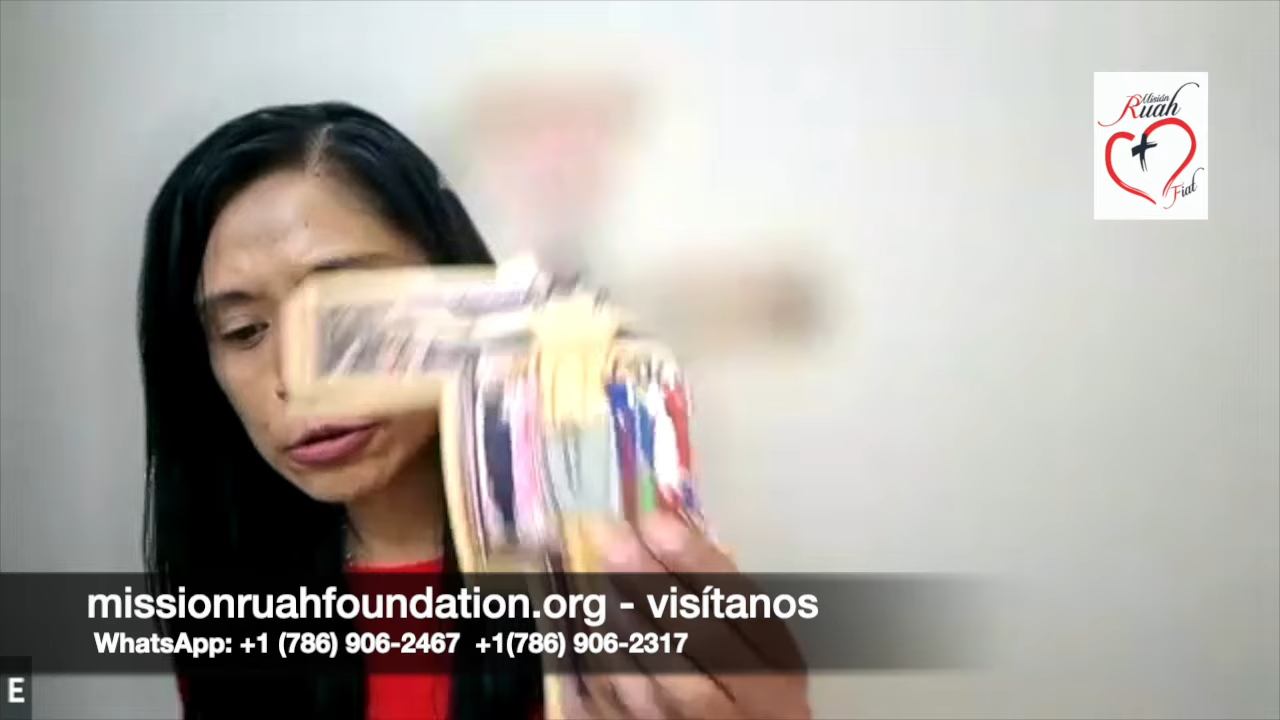 Misión
Ruah
Fiat
missionruahfoundation.org - visítanos
WhatsApp: +1 (786) 906-2467 +1(786) 906-2317
E